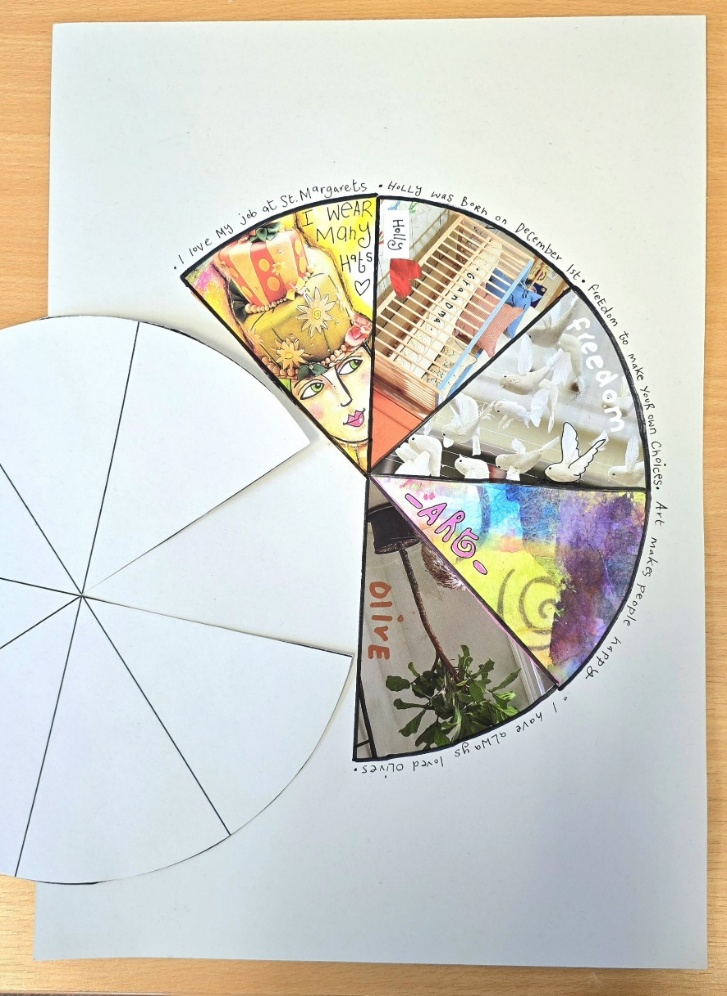 . I love My job at St. Margarets
. HoLLy was Born on December 1st.
freedom to make your own Choices.
Art makes people happy
. I have aLways loved olives.
I WEAR
Many
Hats
Holly
Grandma
freedom
-ARt-
OlivE